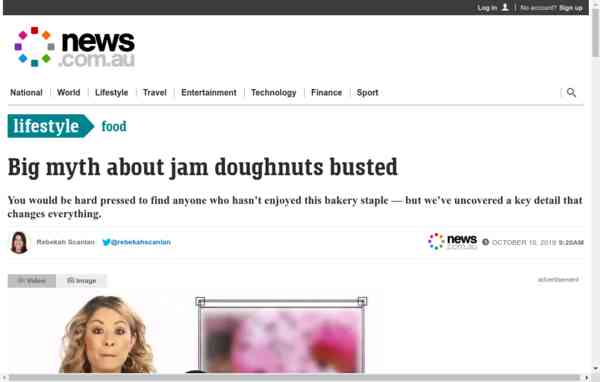 Log in No account? Sign up
news
.com.au
National World Lifestyle Travel Entertainment Technology Finance Sport
lifestyle food
Big myth about jam doughnuts busted
You would be hard pressed to find anyone who hasn't enjoyed this bakery staple — but we've uncovered a key detail that
changes everything.
Rebekah Scanlan @rebekahscanlan news .com.au OCTOBER 10, 2019 9:20AM
Video Image advertisement